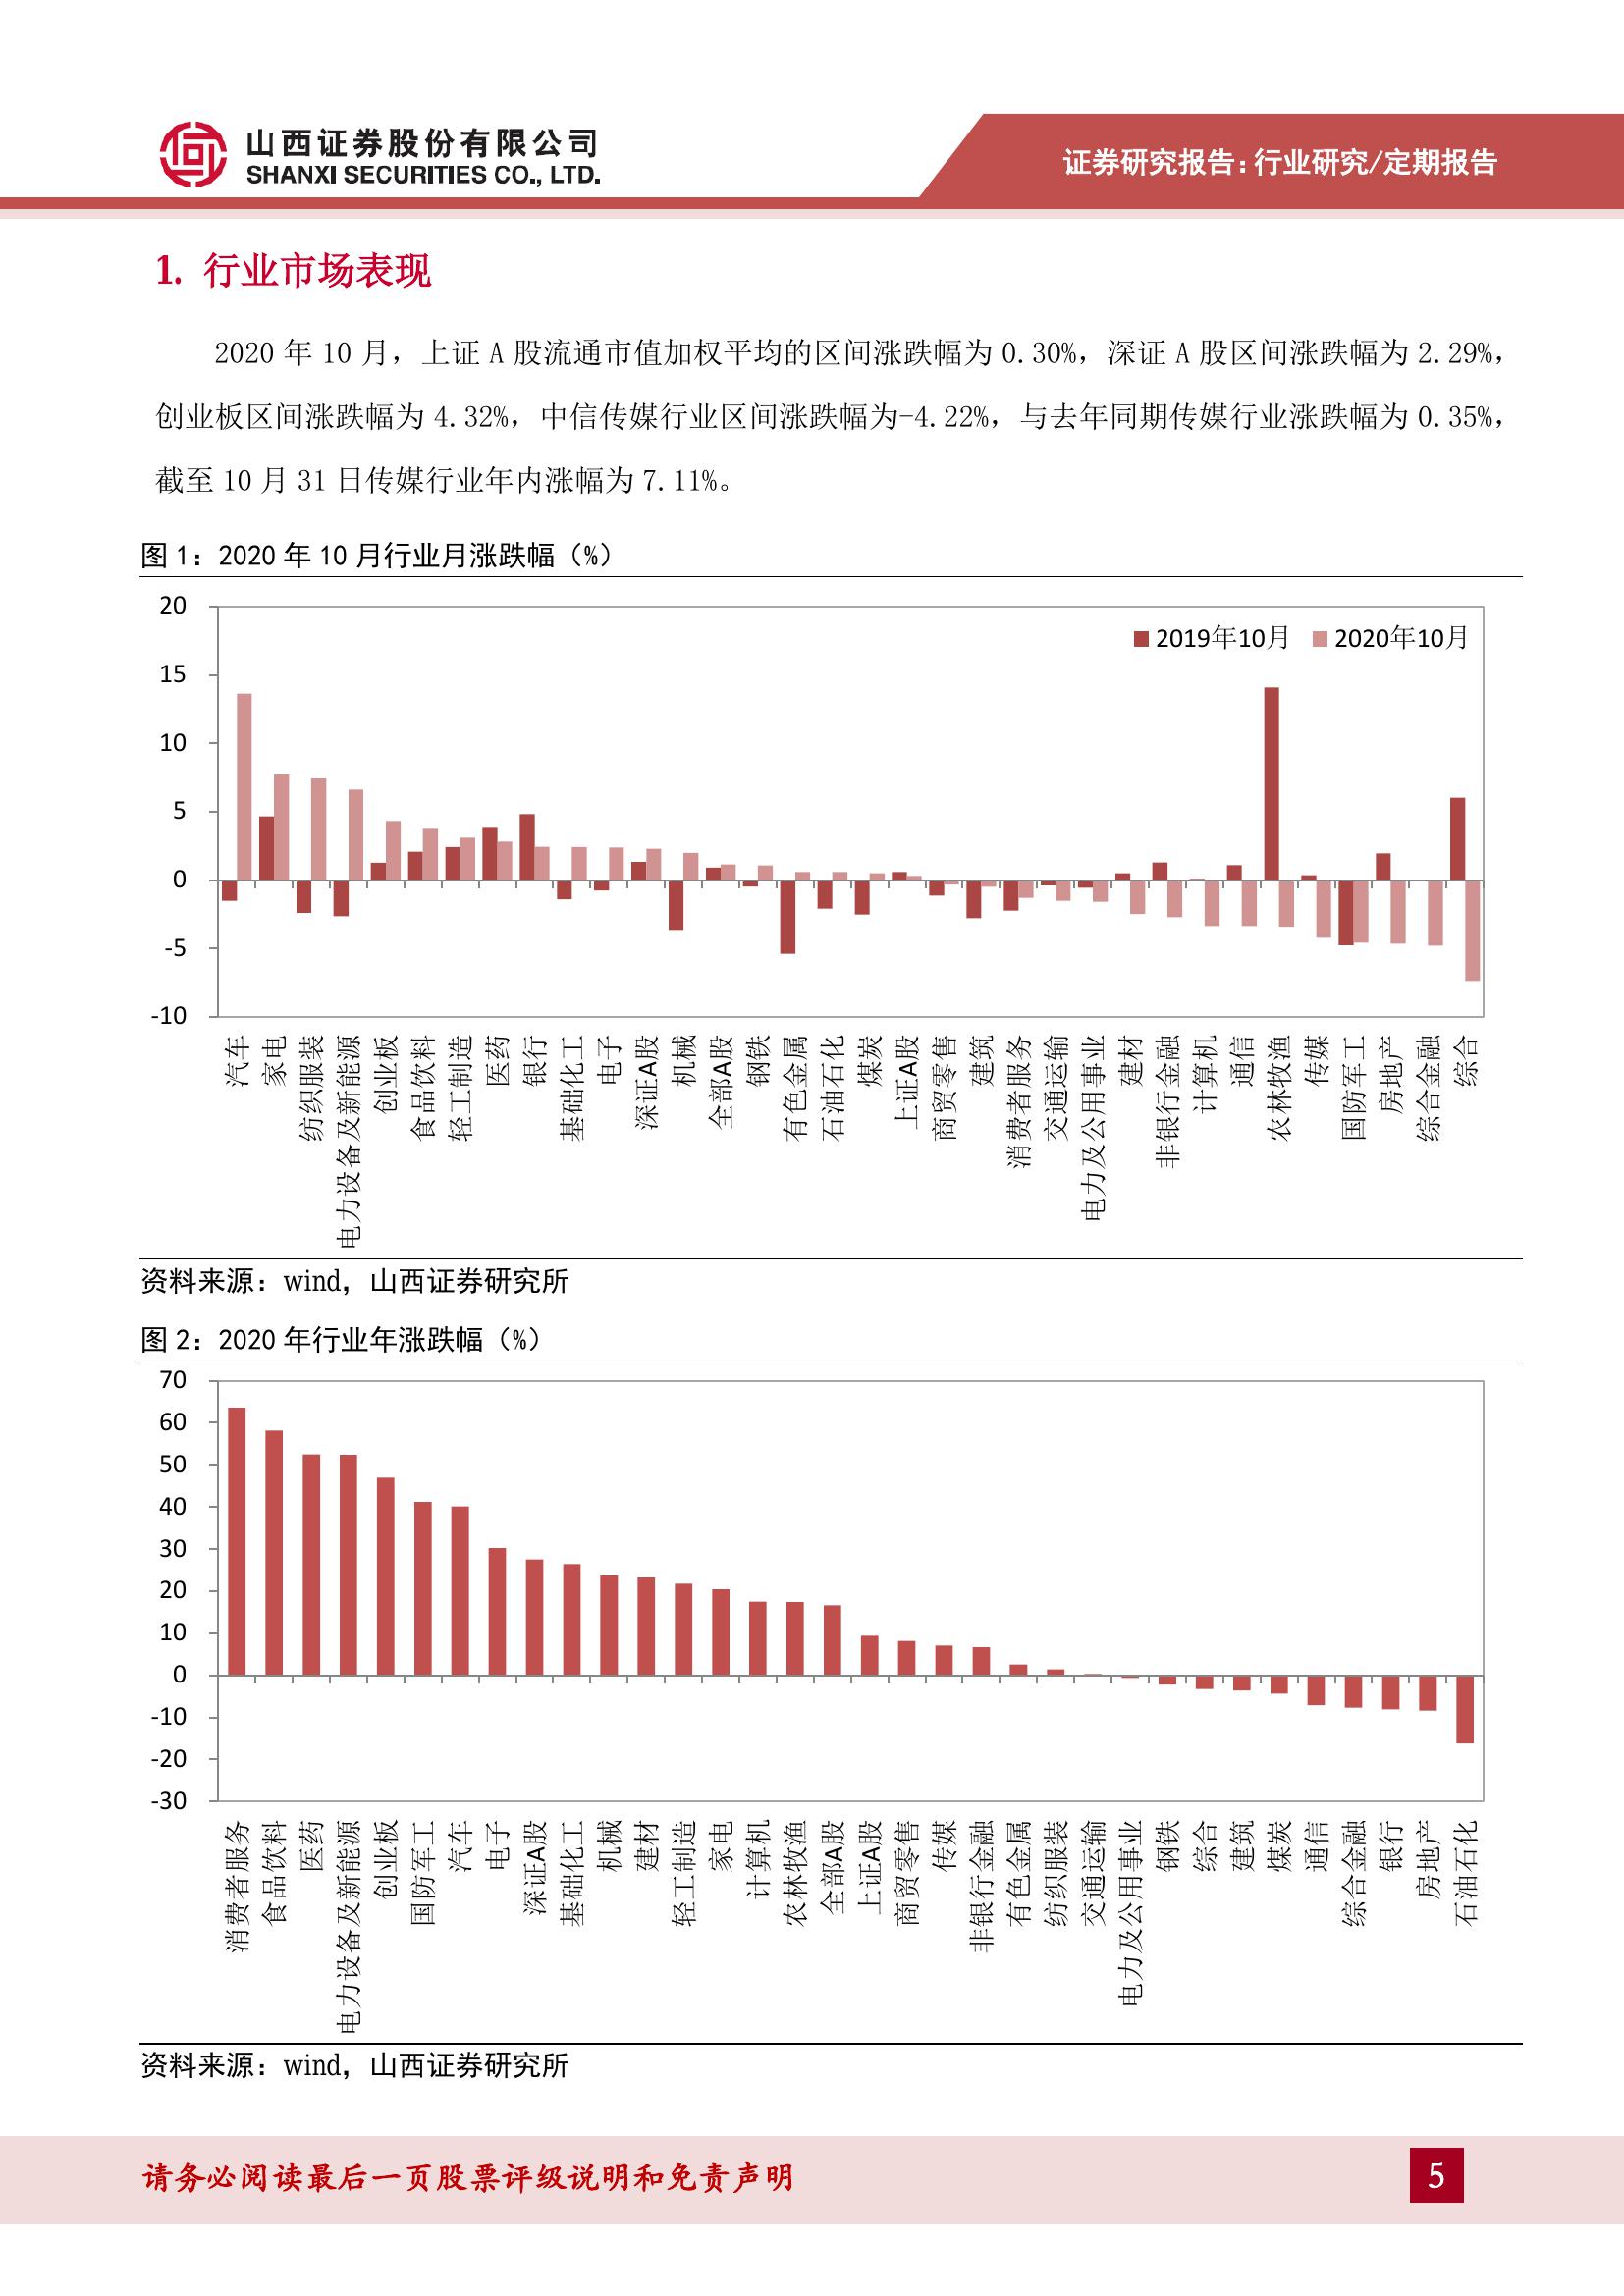 山西证券股份有限公司
SHANXI SECURITIES CO., LTD.
证券研究报告：行业研究/定期报告
1. 行业市场表现
2020 年 10 月，上证 A 股流通市值加权平均的区间涨跌幅为 0.30%，深证 A 股区间涨跌幅为 2.29%，
创业板区间涨跌幅为 4.32%，中信传媒行业区间涨跌幅为-4.22%，与去年同期传媒行业涨跌幅为 0.35%，
截至 10 月 31 日传媒行业年内涨幅为 7.11%。
图 1：2020 年 10 月行业月涨跌幅（%）
2019年10月 2020年10月
20
15
10
5
0
-5
-10
汽车
家电
纺织服装
电力设备及新能源
创业板
食品饮料
轻工制造
医药
银行
基础化工
电子
深证A股
机械
全部A股
钢铁
有色金属
石油石化
煤炭
上证A股
商贸零售
建筑
消费者服务
交通运输
电力及公用事业
建材
非银行金融
计算机
通信
农林牧渔
传媒
国防军工
房地产
综合金融
综合
资料来源：wind，山西证券研究所
图 2：2020 年行业年涨跌幅（%）
70
60
50
40
30
20
10
0
-10
-20
-30
消费者服务
食品饮料
医药
电力设备及新能源
创业板
国防军工
汽车
电子
深证A股
基础化工
机械
建材
轻工制造
家电
计算机
农林牧渔
全部A股
上证A股
商贸零售
传媒
非银行金融
有色金属
纺织服装
交通运输
电力及公用事业
钢铁
综合
建筑
煤炭
通信
综合金融
银行
房地产
石油石化
资料来源：wind，山西证券研究所
请务必阅读最后一页股票评级说明和免责声明
5